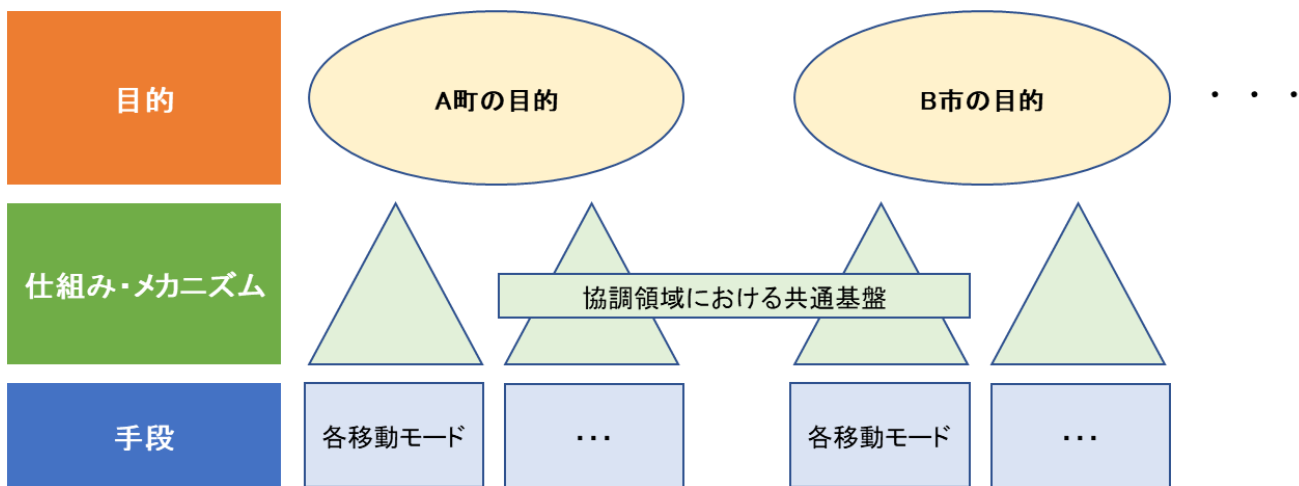 目的
A町の目的
B市の目的
・・・
仕組み・メカニズム
協調領域における共通基盤
手段
各移動モード
・・・
各移動モード
・・・